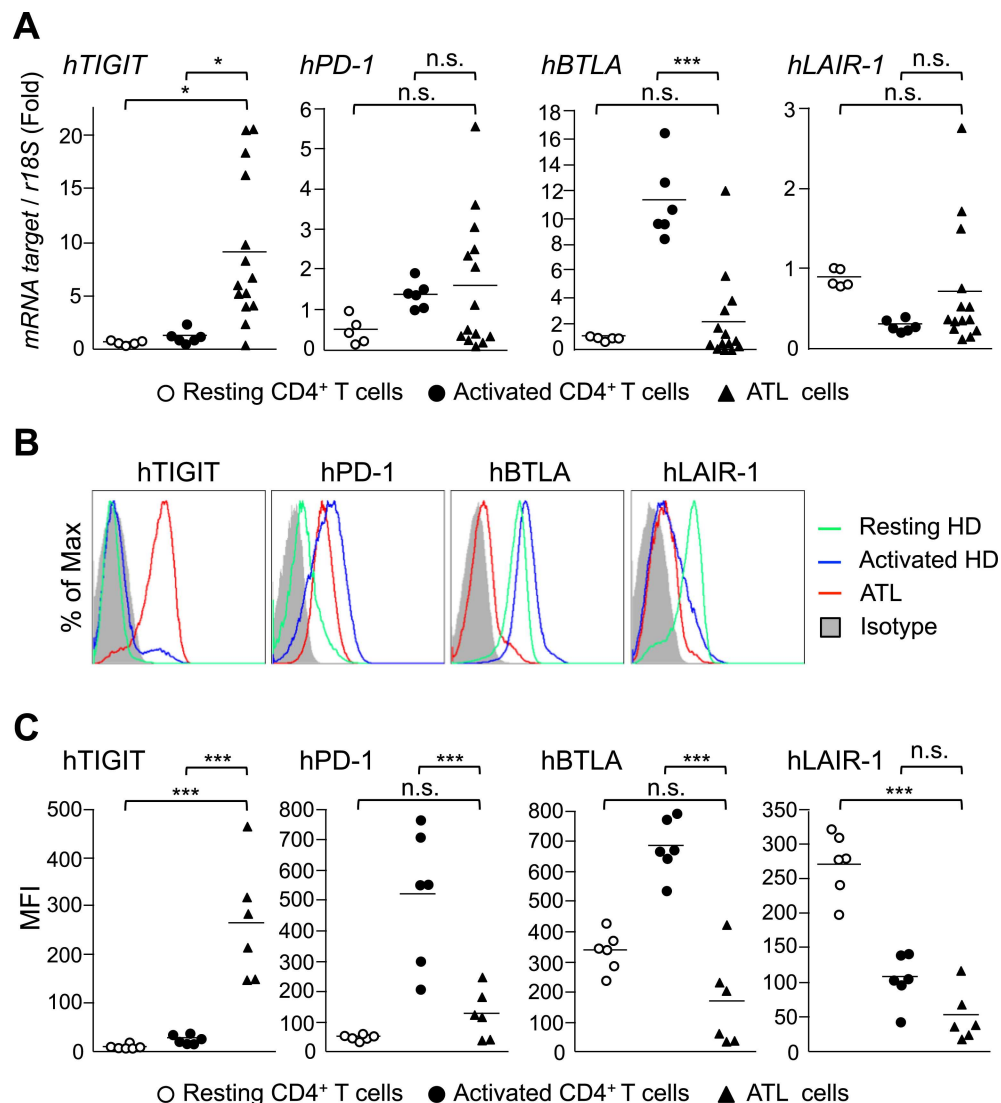 A
hTIGIT hPD-1 hBTLA hLAIR-1
* n.s. *** n.s.
* n.s. n.s. n.s.
mRNA target / r18S (Fold)
20 15 10 5 0
6 5 4 3 2 1 0
18 16 14 12 10 8 6 4 2 0
3 2 1 0
Resting CD4+ T cells Activated CD4+ T cells ATL cells
B
hTIGIT hPD-1 hBTLA hLAIR-1
% of Max
Resting HD
Activated HD
ATL
Isotype
C
hTIGIT hPD-1 hBTLA hLAIR-1
*** *** *** n.s.
*** n.s. n.s. ***
MFI
500 400 300 200 100 0
800 700 600 500 400 300 200 100 0
800 700 600 500 400 300 200 100 0
350 300 250 200 150 100 50 0
Resting CD4+ T cells Activated CD4+ T cells ATL cells